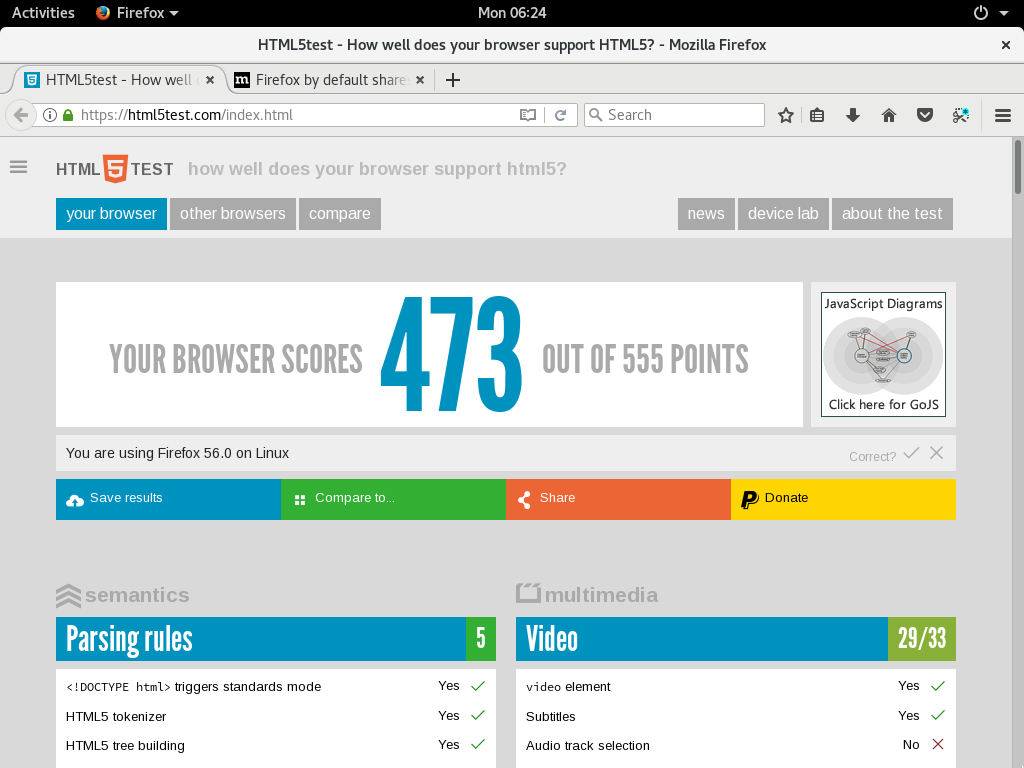 Activities Firefox Mon 06:24
HTML5test - How well does your browser support HTML5? - Mozilla Firefox
HTML5test - How well Firefox by default share
https://html5test.com/index.html Search
HTML 5 TEST how well does your browser support html5?
your browser other browsers compare news device lab about the test
JavaScript Diagrams
YOUR BROWSER SCORES 473 OUT OF 555 POINTS
Click here for GoJS
You are using Firefox 56.0 on Linux Correct?
Save results Compare to... Share Donate
semantics multimedia
Parsing rules 5 Video 29/33
<!DOCTYPE html> triggers standards mode Yes video element Yes
HTML5 tokenizer Yes Subtitles Yes
HTML5 tree building Yes Audio track selection No